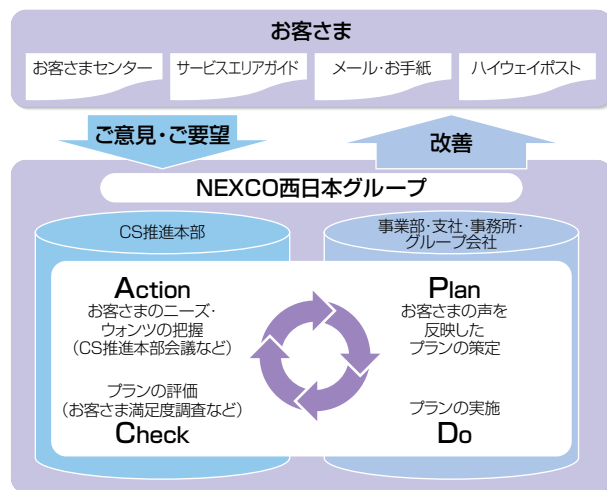 お客さま
お客さまセンター
サービスエリアガイド
メール・お手紙
ハイウェイポスト
ご意見・ご要望
改善
NEXCO西日本グループ
CS推進本部
事業部・支社・事務所・
グループ会社
Action
お客さまのニーズ・
ウォンツの把握
(CS推進本部会議など)
Plan
お客さまの声を
反映した
プランの策定
プランの評価
(お客さま満足度調査など)
Check
プランの実施
Do